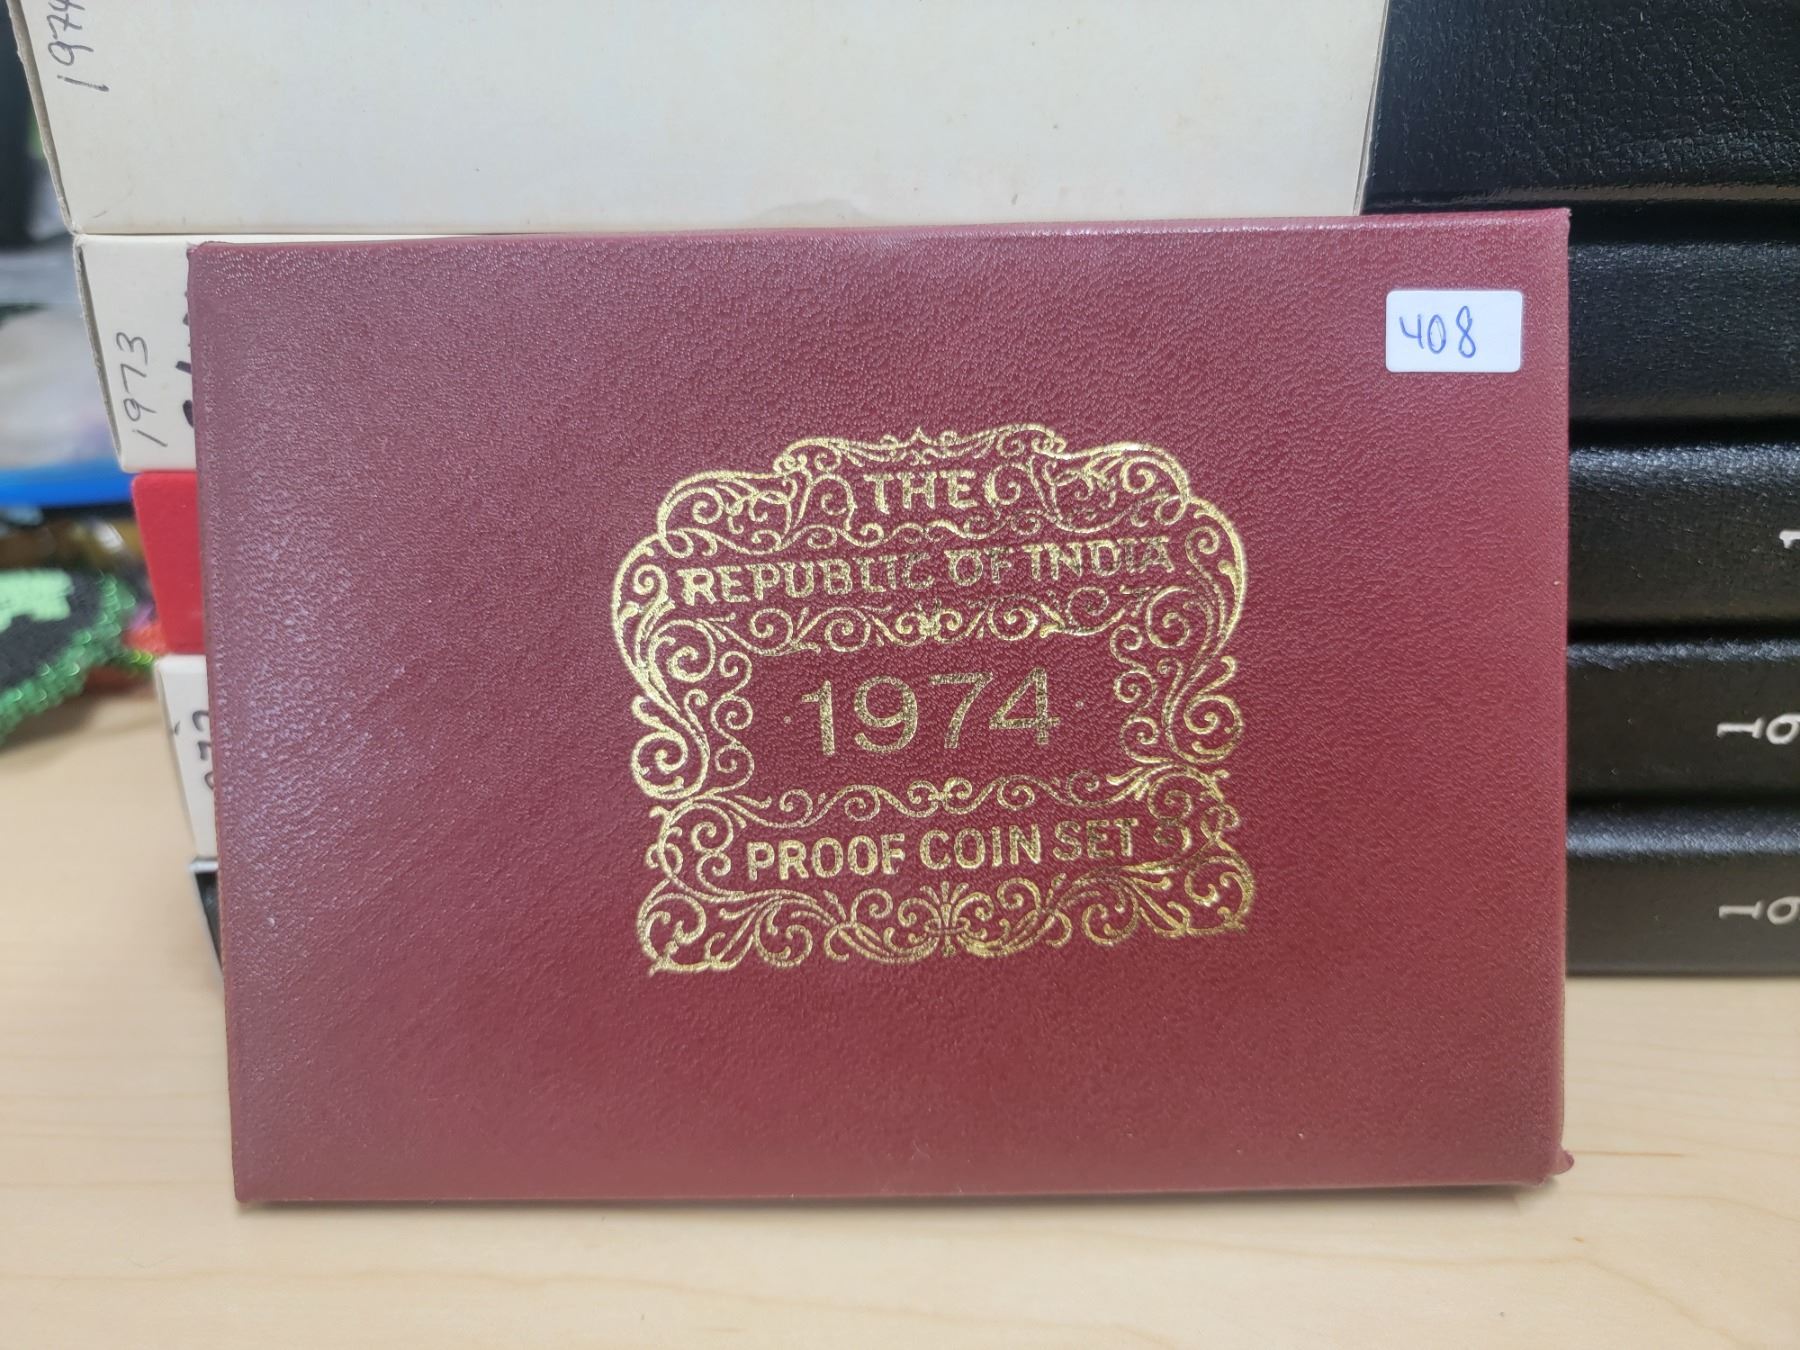 1974
1973
408
THE
REPUBLIC OF INDIA
1974
PROOF COIN SET